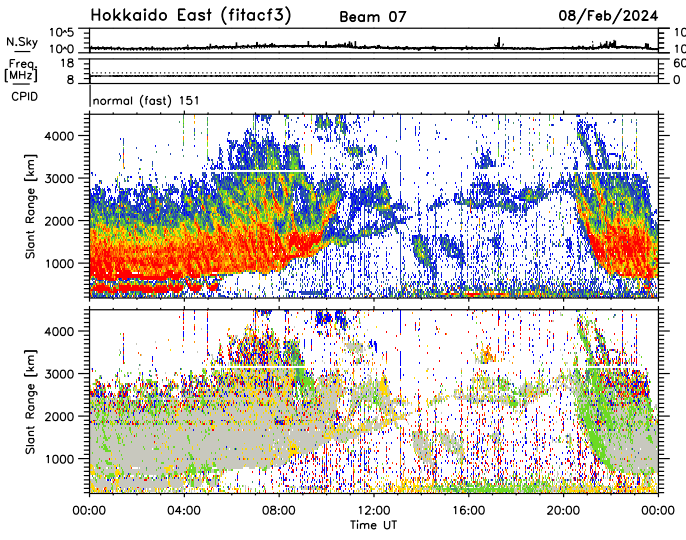 Hokkaido East (fitacf3) Beam 07 08/Feb/2024
N.Sky 10^5 10^0 10 10
Freq. [MHz] 18 8 60 0
CPID normal (fast) 151
Slant Range [km] 4000 3000 2000 1000
Slant Range [km] 4000 3000 2000 1000
00:00 04:00 08:00 12:00 16:00 20:00 00:00
Time UT